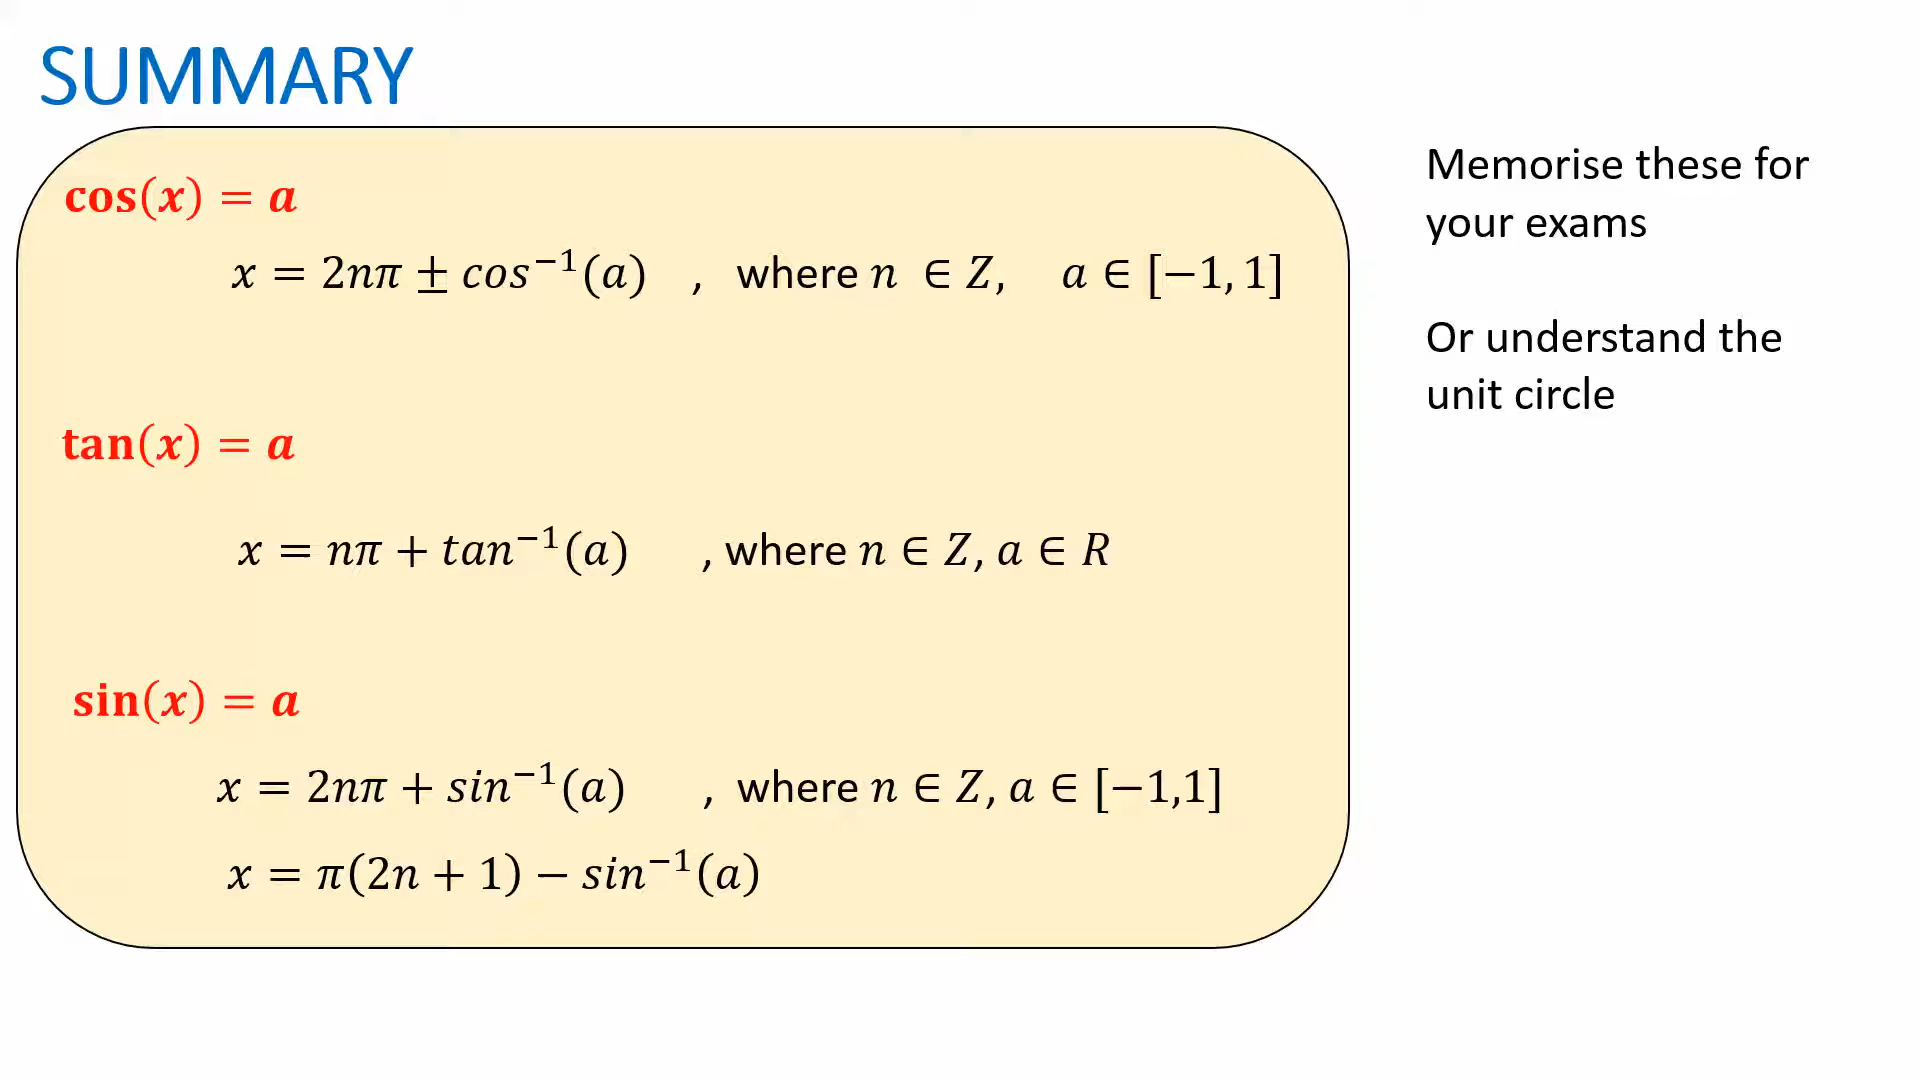 SUMMARY
cos(x) = a
x = 2nπ ± cos⁻¹(a) , where n ∈ Z, a ∈ [−1, 1]
tan(x) = a
x = nπ + tan⁻¹(a) , where n ∈ Z, a ∈ R
sin(x) = a
x = 2nπ + sin⁻¹(a) , where n ∈ Z, a ∈ [−1,1]
x = π(2n + 1) − sin⁻¹(a)
Memorise these for
your exams
Or understand the
unit circle